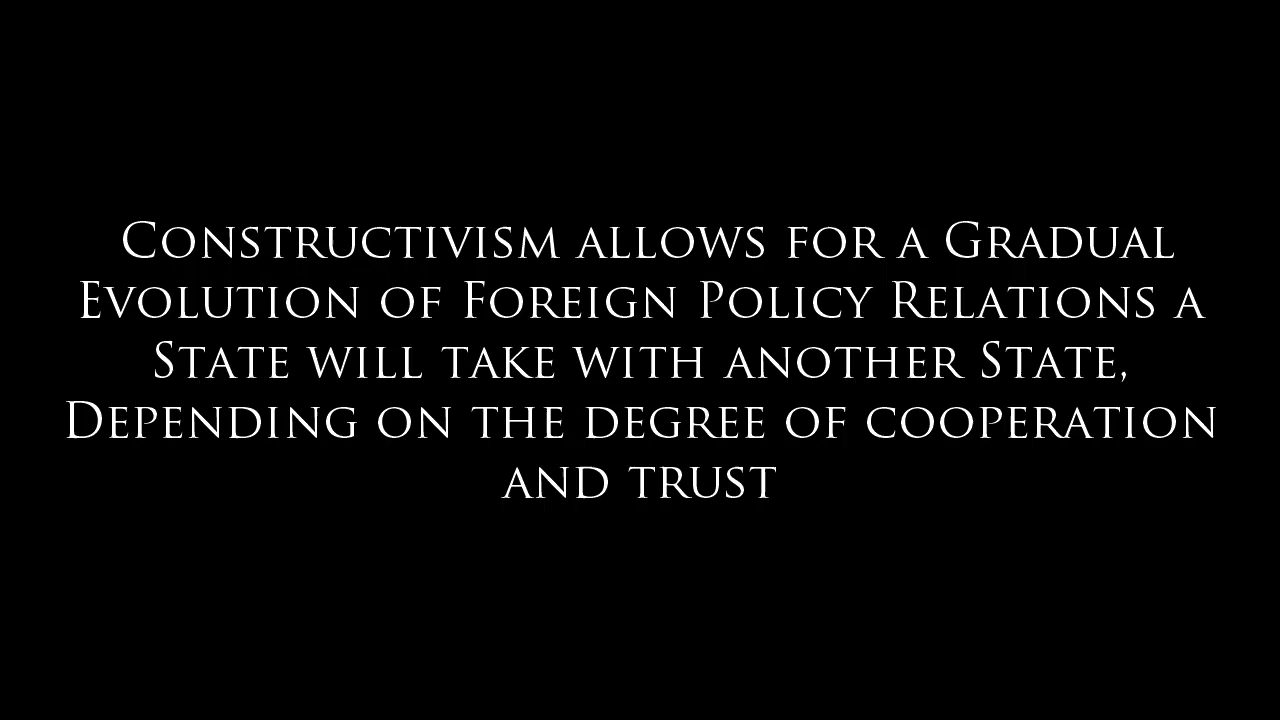 Constructivism allows for a Gradual
Evolution of Foreign Policy Relations a
State will take with another State,
Depending on the degree of cooperation
and trust